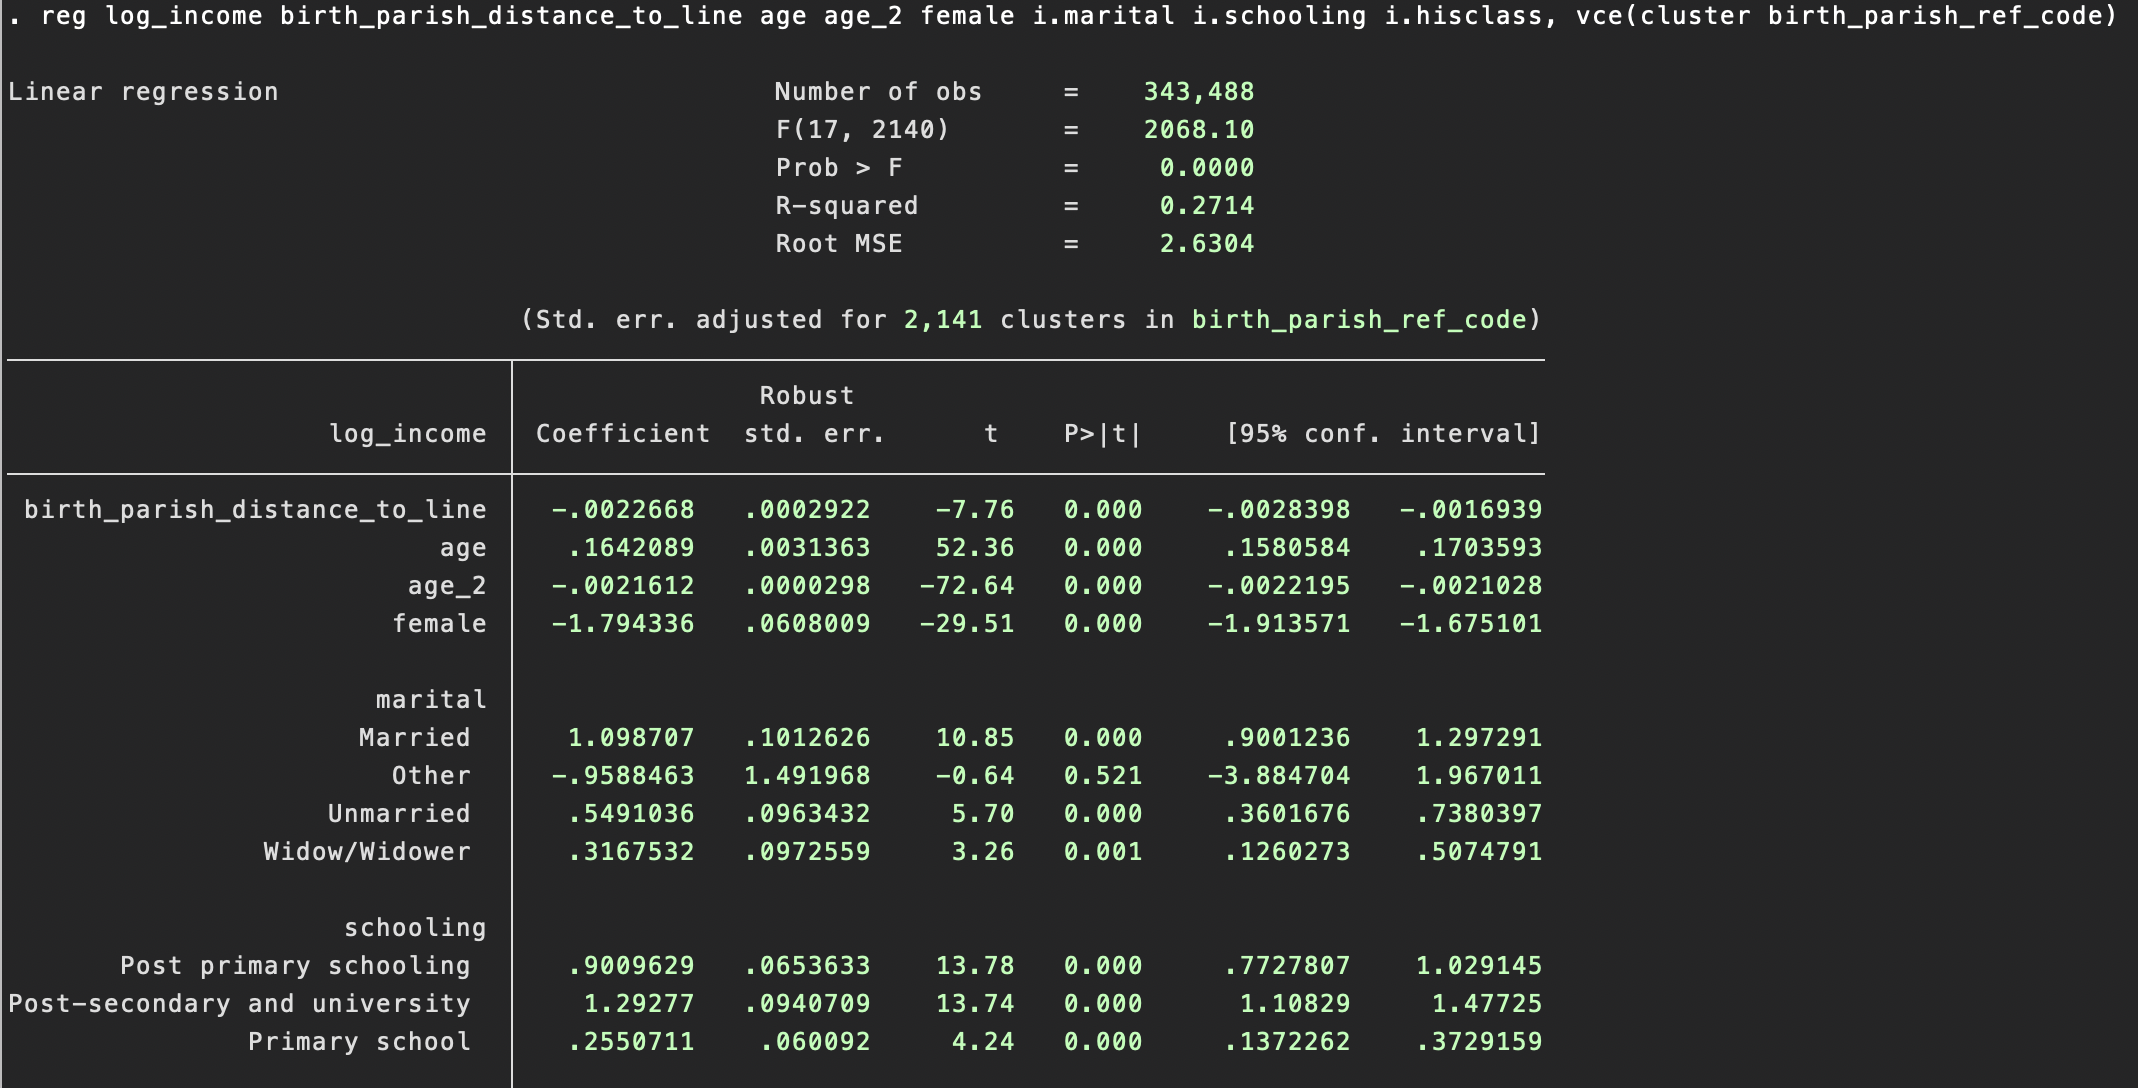 . reg log_income birth_parish_distance_to_line age age_2 female i.marital i.schooling i.hisclass, vce(cluster birth_parish_ref_code)
Linear regression Number of obs = 343,488
F(17, 2140) = 2068.10
Prob > F = 0.0000
R-squared = 0.2714
Root MSE = 2.6304
(Std. err. adjusted for 2,141 clusters in birth_parish_ref_code)
Robust
log_income Coefficient std. err. t P>|t| [95% conf. interval]
birth_parish_distance_to_line -.0022668 .0002922 -7.76 0.000 -.0028398 -.0016939
age .1642089 .0031363 52.36 0.000 .1580584 .1703593
age_2 -.0021612 .0000298 -72.64 0.000 -.0022195 -.0021028
female -1.794336 .0608009 -29.51 0.000 -1.913571 -1.675101
marital
Married 1.098707 .1012626 10.85 0.000 .9001236 1.297291
Other -.9588463 1.491968 -0.64 0.521 -3.884704 1.967011
Unmarried .5491036 .0963432 5.70 0.000 .3601676 .7380397
Widow/Widower .3167532 .0972559 3.26 0.001 .1260273 .5074791
schooling
Post primary schooling .9009629 .0653633 13.78 0.000 .7727807 1.029145
Post-secondary and university 1.29277 .0940709 13.74 0.000 1.10829 1.47725
Primary school .2550711 .060092 4.24 0.000 .1372262 .3729159